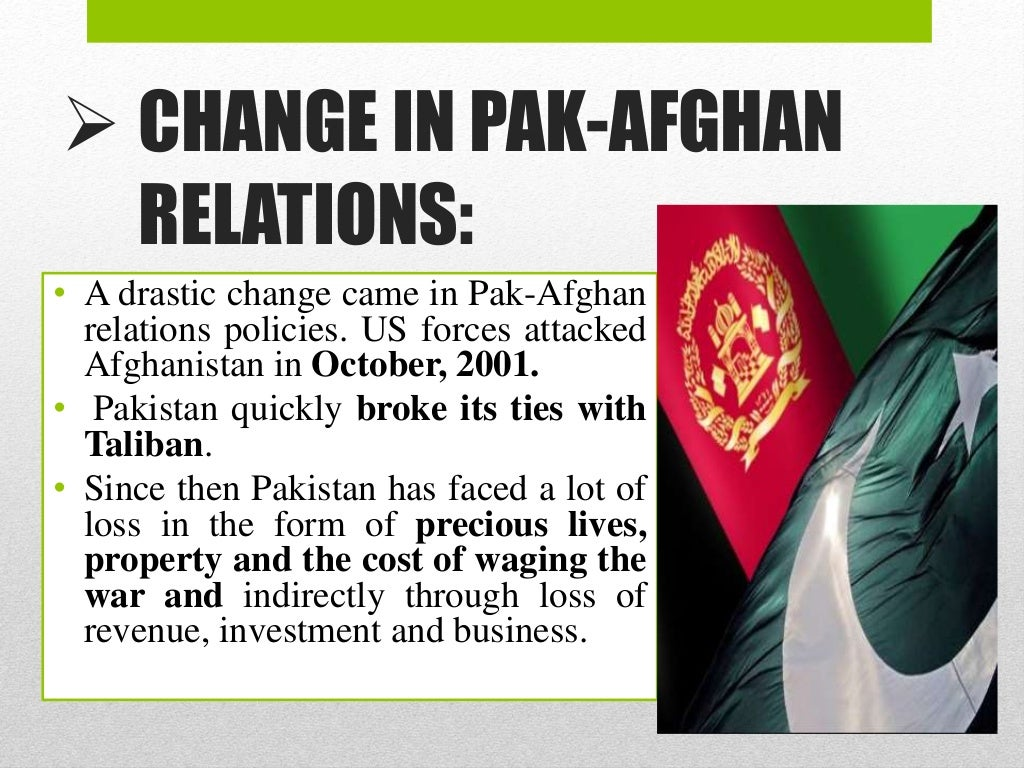 CHANGE IN PAK-AFGHAN
RELATIONS:
• A drastic change came in Pak-Afghan
relations policies. US forces attacked
Afghanistan in October, 2001.
• Pakistan quickly broke its ties with
Taliban.
• Since then Pakistan has faced a lot of
loss in the form of precious lives,
property and the cost of waging the
war and indirectly through loss of
revenue, investment and business.